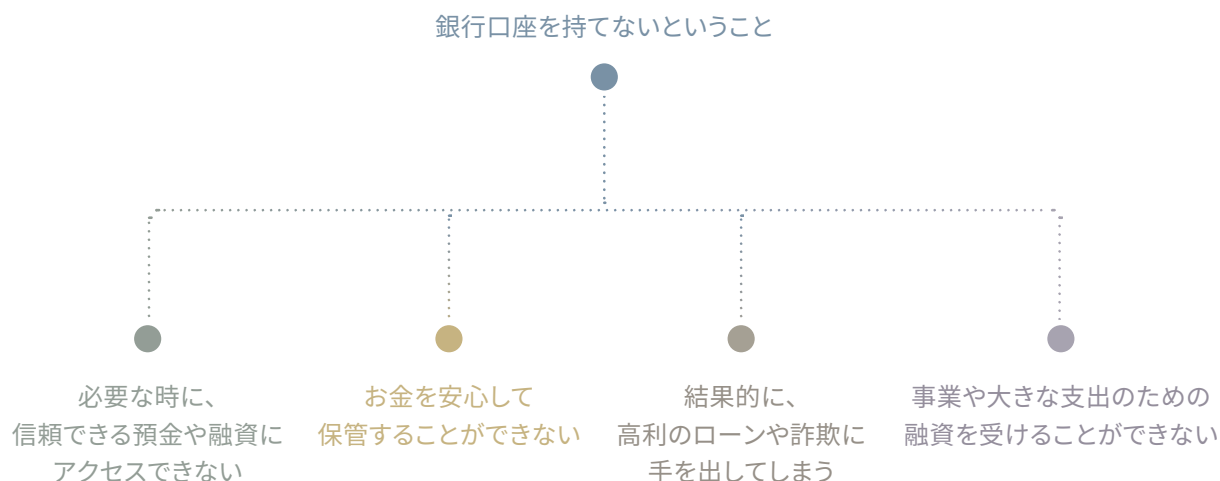 銀行口座を持てないということ
必要な時に、
信頼できる預金や融資に
アクセスできない
お金を安心して
保管することができない
結果的に、
高利のローンや詐欺に
手を出してしまう
事業や大きな支出のための
融資を受けることができない